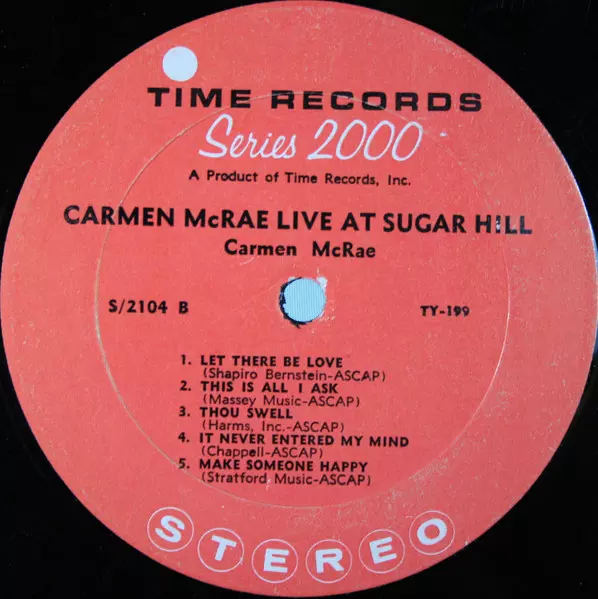 TIME RECORDS
Series 2000
A Product of Time Records, Inc.
CARMEN McRAE LIVE AT SUGAR HILL
Carmen McRae
S/2104 B
TY-199
1. LET THERE BE LOVE
(Shapiro Bernstein-ASCAP)
2. THIS IS ALL I ASK
(Massey Music-ASCAP)
3. THOU SWELL
(Harms, Inc.-ASCAP)
4. IT NEVER ENTERED MY MIND
(Chappell-ASCAP)
5. MAKE SOMEONE HAPPY
(Stratford Music-ASCAP)
STEREO